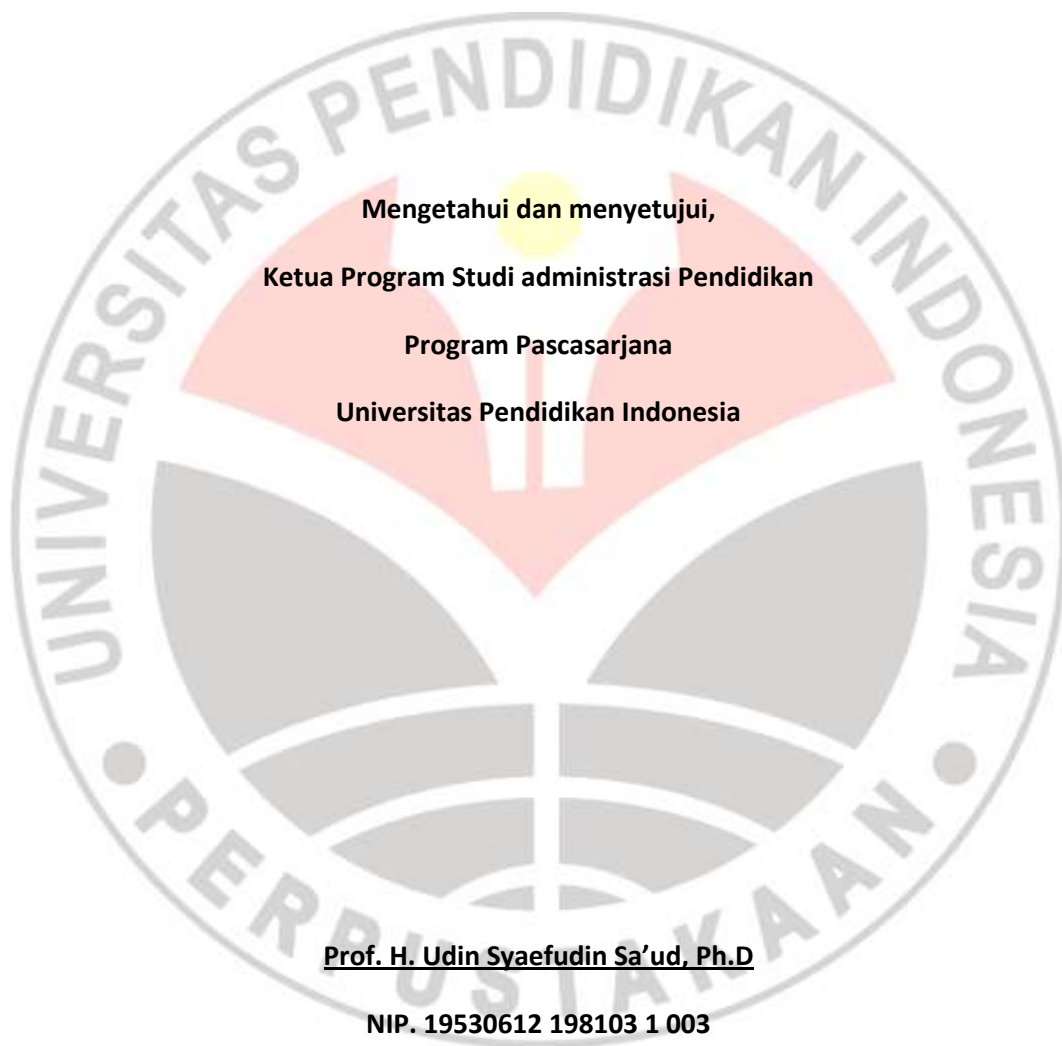 UNIVERSITAS PENDIDIKAN INDONESIA
Mengetahui dan menyetujui,
Ketua Program Studi administrasi Pendidikan
Program Pascasarjana
Universitas Pendidikan Indonesia
Prof. H. Udin Syaefudin Sa’ud, Ph.D
NIP. 19530612 198103 1 003
PERPUSTAKAAN